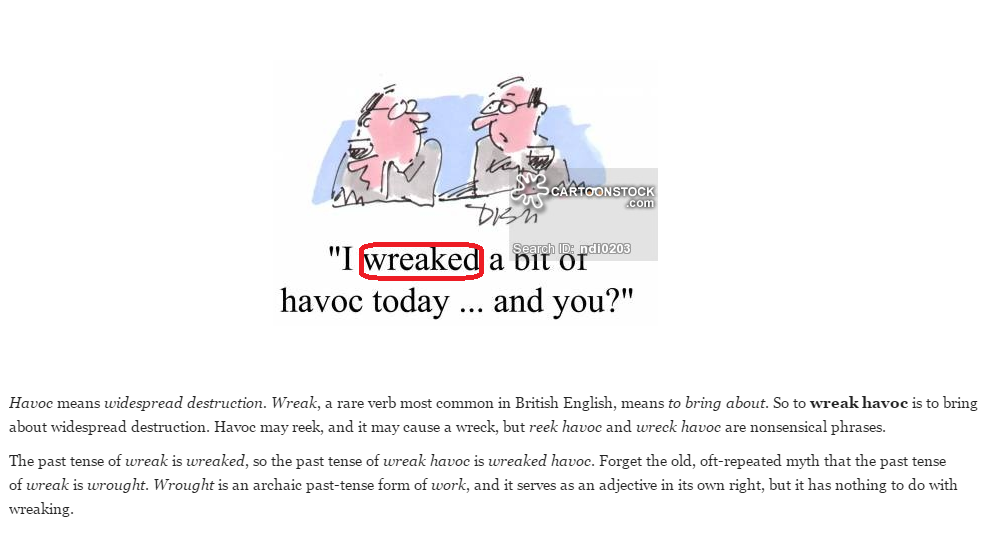 CARTOONSTOCK
.com
Search ID: ndi0203
"I wreaked a bit of
havoc today ... and you?"
Havoc means widespread destruction. Wreak, a rare verb most common in British English, means to bring about. So to wreak havoc is to bring
about widespread destruction. Havoc may reek, and it may cause a wreck, but reek havoc and wreck havoc are nonsensical phrases.
The past tense of wreak is wreaked, so the past tense of wreak havoc is wreaked havoc. Forget the old, oft-repeated myth that the past tense
of wreak is wrought. Wrought is an archaic past-tense form of work, and it serves as an adjective in its own right, but it has nothing to do with
wreaking.